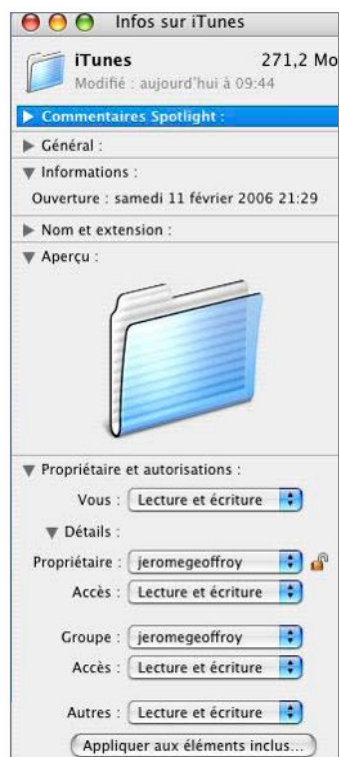 Infos sur iTunes
iTunes 271,2 Mo
Modifié : aujourd'hui à 09:44
Commentaires Spotlight :
Général :
Informations :
Ouverture : samedi 11 février 2006 21:29
Nom et extension :
Aperçu :
Propriétaire et autorisations :
Vous : Lecture et écriture
Détails :
Propriétaire : jeromegeoffroy
Accès : Lecture et écriture
Groupe : jeromegeoffroy
Accès : Lecture et écriture
Autres : Lecture et écriture
Appliquer aux éléments inclus...